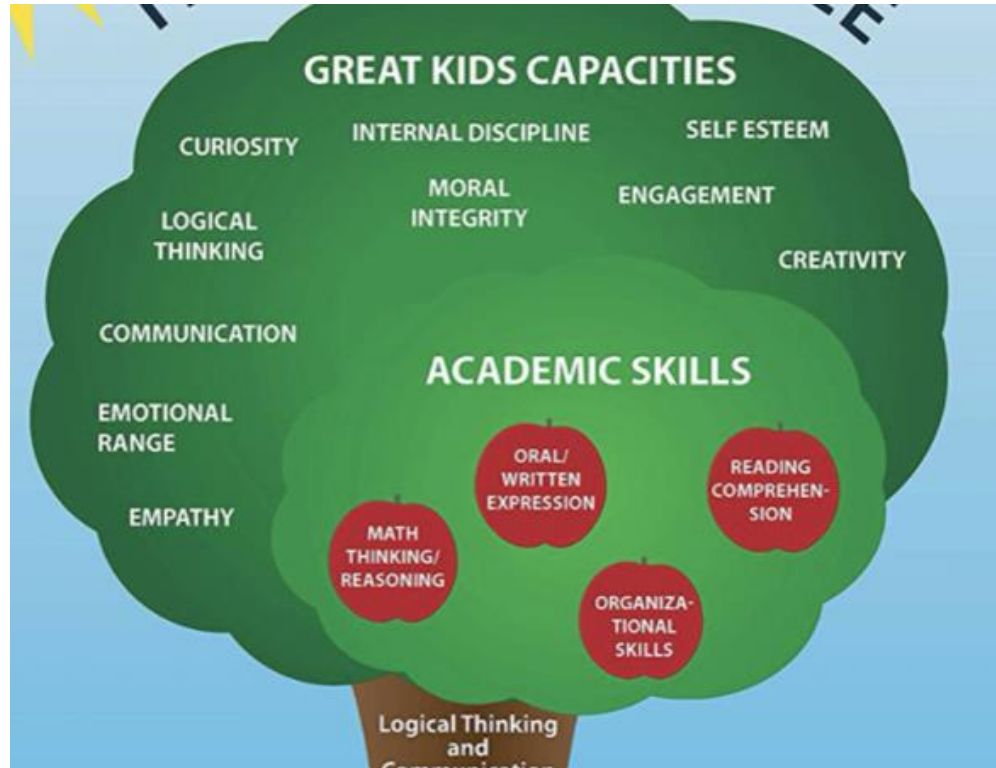 GREAT KIDS CAPACITIES
CURIOSITY
INTERNAL DISCIPLINE
SELF ESTEEM
LOGICAL
THINKING
MORAL
INTEGRITY
ENGAGEMENT
CREATIVITY
COMMUNICATION
EMOTIONAL
RANGE
EMPATHY
ACADEMIC SKILLS
MATH
THINKING/
REASONING
ORAL/
WRITTEN
EXPRESSION
READING
COMPREHEN-
SION
ORGANIZA-
TIONAL
SKILLS
Logical Thinking
and
Communication